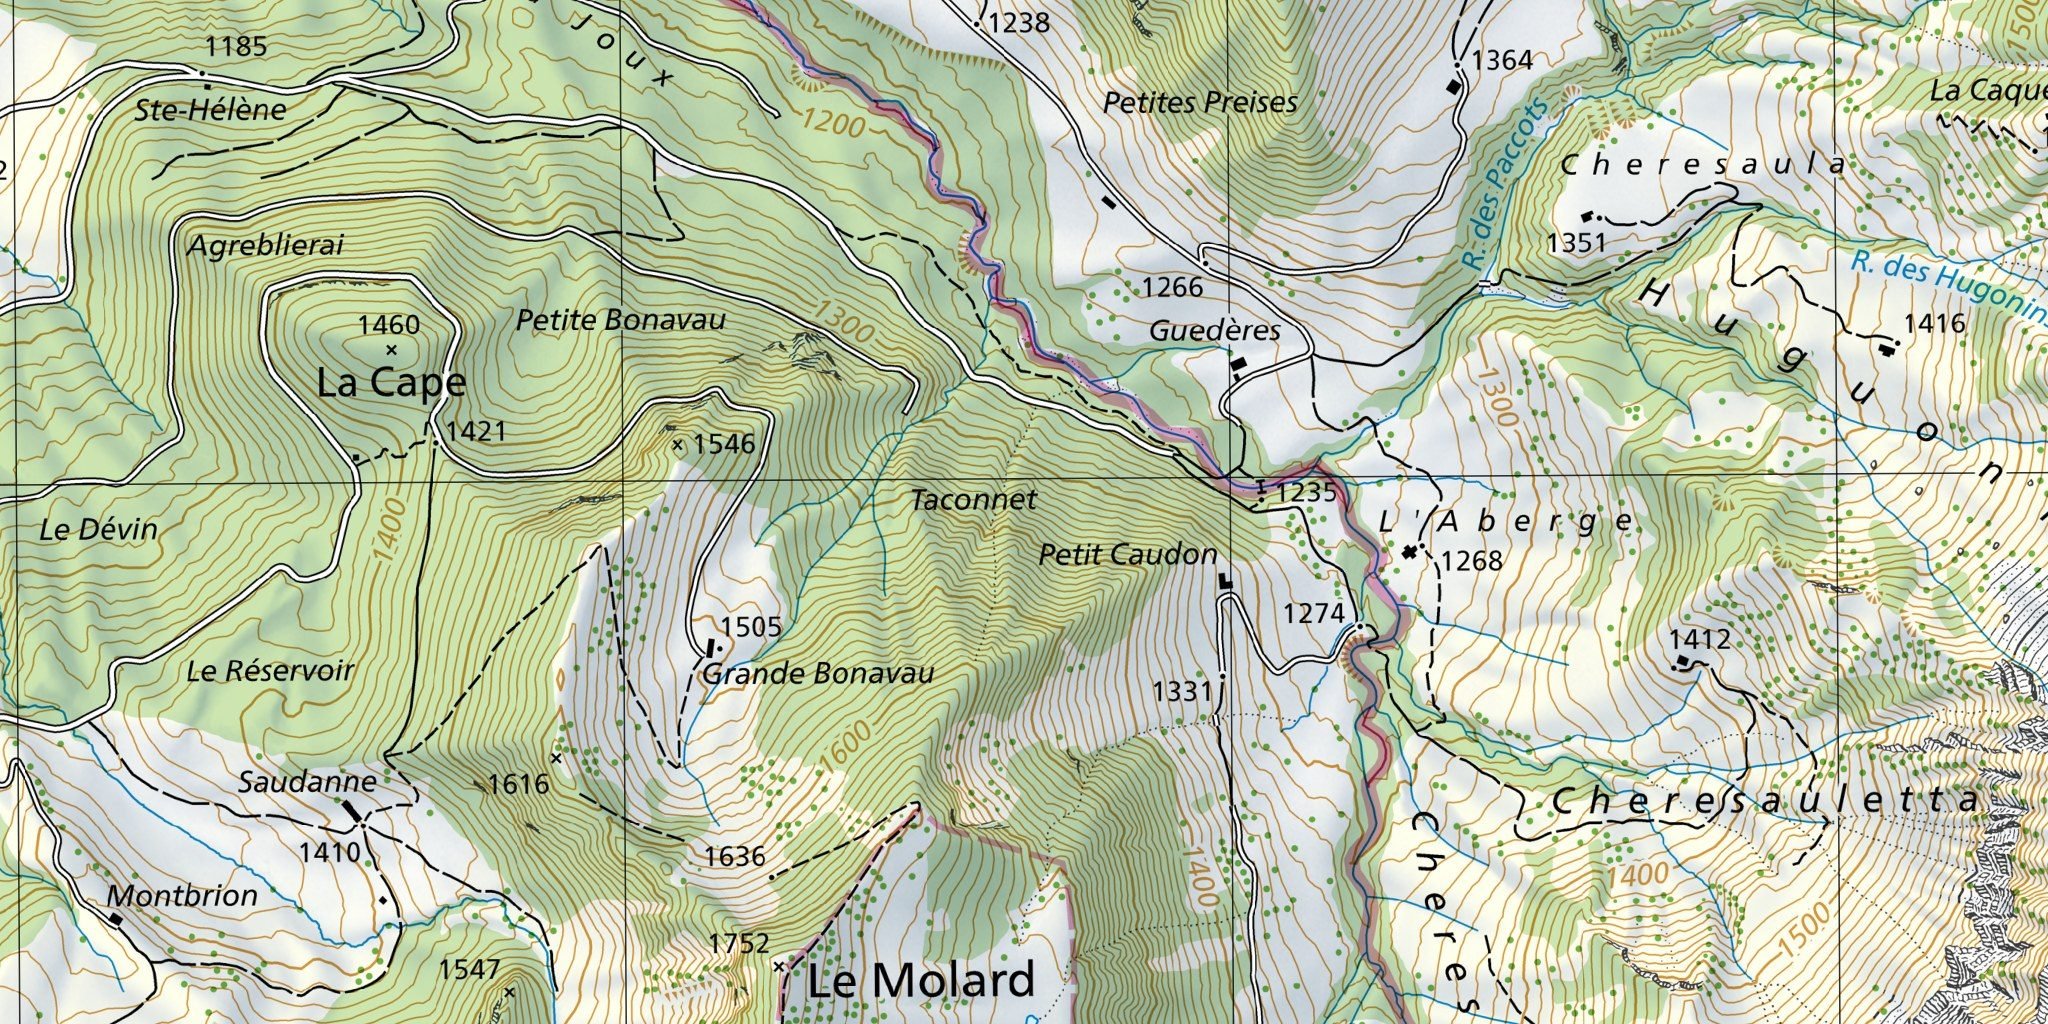 1238
1185
Joux
1364
La Caque
Ste-Hélène
Petites Preises
1200
R. des Paccots
Cheresaula
2
Agreblierai
1351
1266
R. des Hugonins
Hugon
1460
Petite Bonavau
1300
Guedères
1416
La Cape
1300
1421
1546
Taconnet
1235
L'Aberge
Le Dévin
1400
Petit Caudon
1268
1274
1505
1412
Le Réservoir
Grande Bonavau
1331
1600
Saudanne
1616
Cheresauletta
1410
1636
1400
1400
Cheres
Montbrion
1500
1752
1547
Le Molard